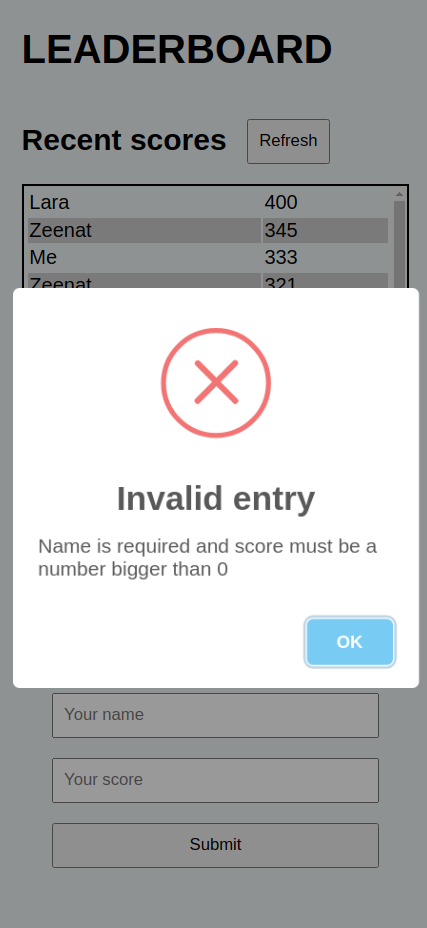 LEADERBOARD
Recent scores Refresh
Lara 400
Zeenat 345
Me 333
Zeenat 321
Invalid entry
Name is required and score must be a
number bigger than 0
OK
Your name
Your score
Submit